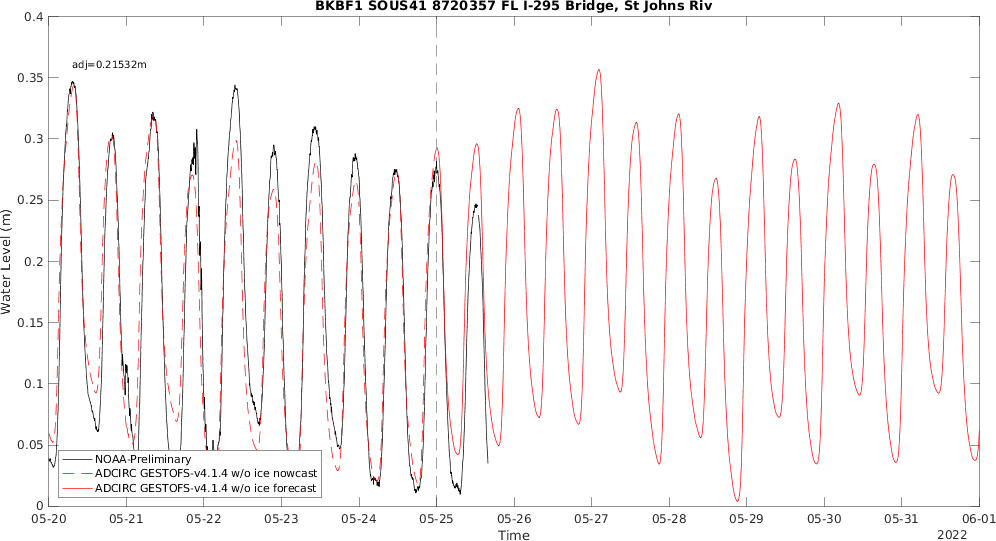 BKBF1 SOUS41 8720357 FL I-295 Bridge, St Johns Riv
adj=0.21532m
0.4
0.35
0.3
0.25
0.2
0.15
0.1
0.05
0
Water Level (m)
NOAA-Preliminary
ADCIRC GESTOFS-v4.1.4 w/o ice nowcast
ADCIRC GESTOFS-v4.1.4 w/o ice forecast
05-20 05-21 05-22 05-23 05-24 05-25 05-26 05-27 05-28 05-29 05-30 05-31 06-01
Time
2022